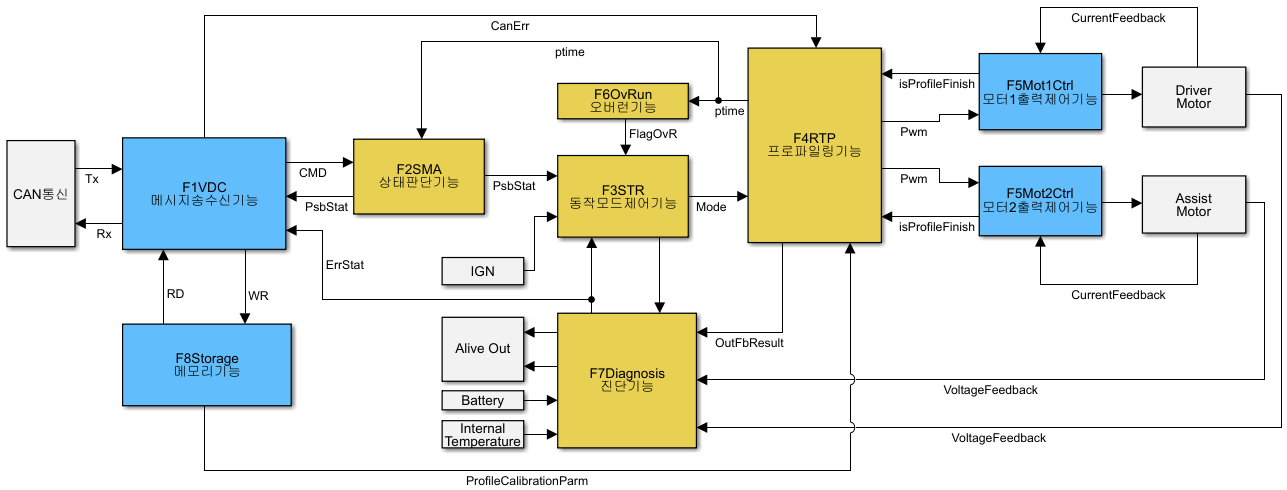 CurrentFeedback
CanErr
ptime
F6OvRun
오버런기능
ptime
isProfileFinish
F5Mot1Ctrl
모터1출력제어기능
Driver
Motor
Pwm
FlagOvR
F4RTP
프로파일링기능
CAN통신
Tx
Rx
F1VDC
메시지송수신기능
CMD
PsbStat
F2SMA
상태판단기능
PsbStat
F3STR
동작모드제어기능
Mode
Pwm
isProfileFinish
F5Mot2Ctrl
모터2출력제어기능
Assist
Motor
ErrStat
IGN
RD
WR
CurrentFeedback
F8Storage
메모리기능
Alive Out
OutFbResult
F7Diagnosis
진단기능
Battery
Internal
Temperature
VoltageFeedback
VoltageFeedback
ProfileCalibrationParm